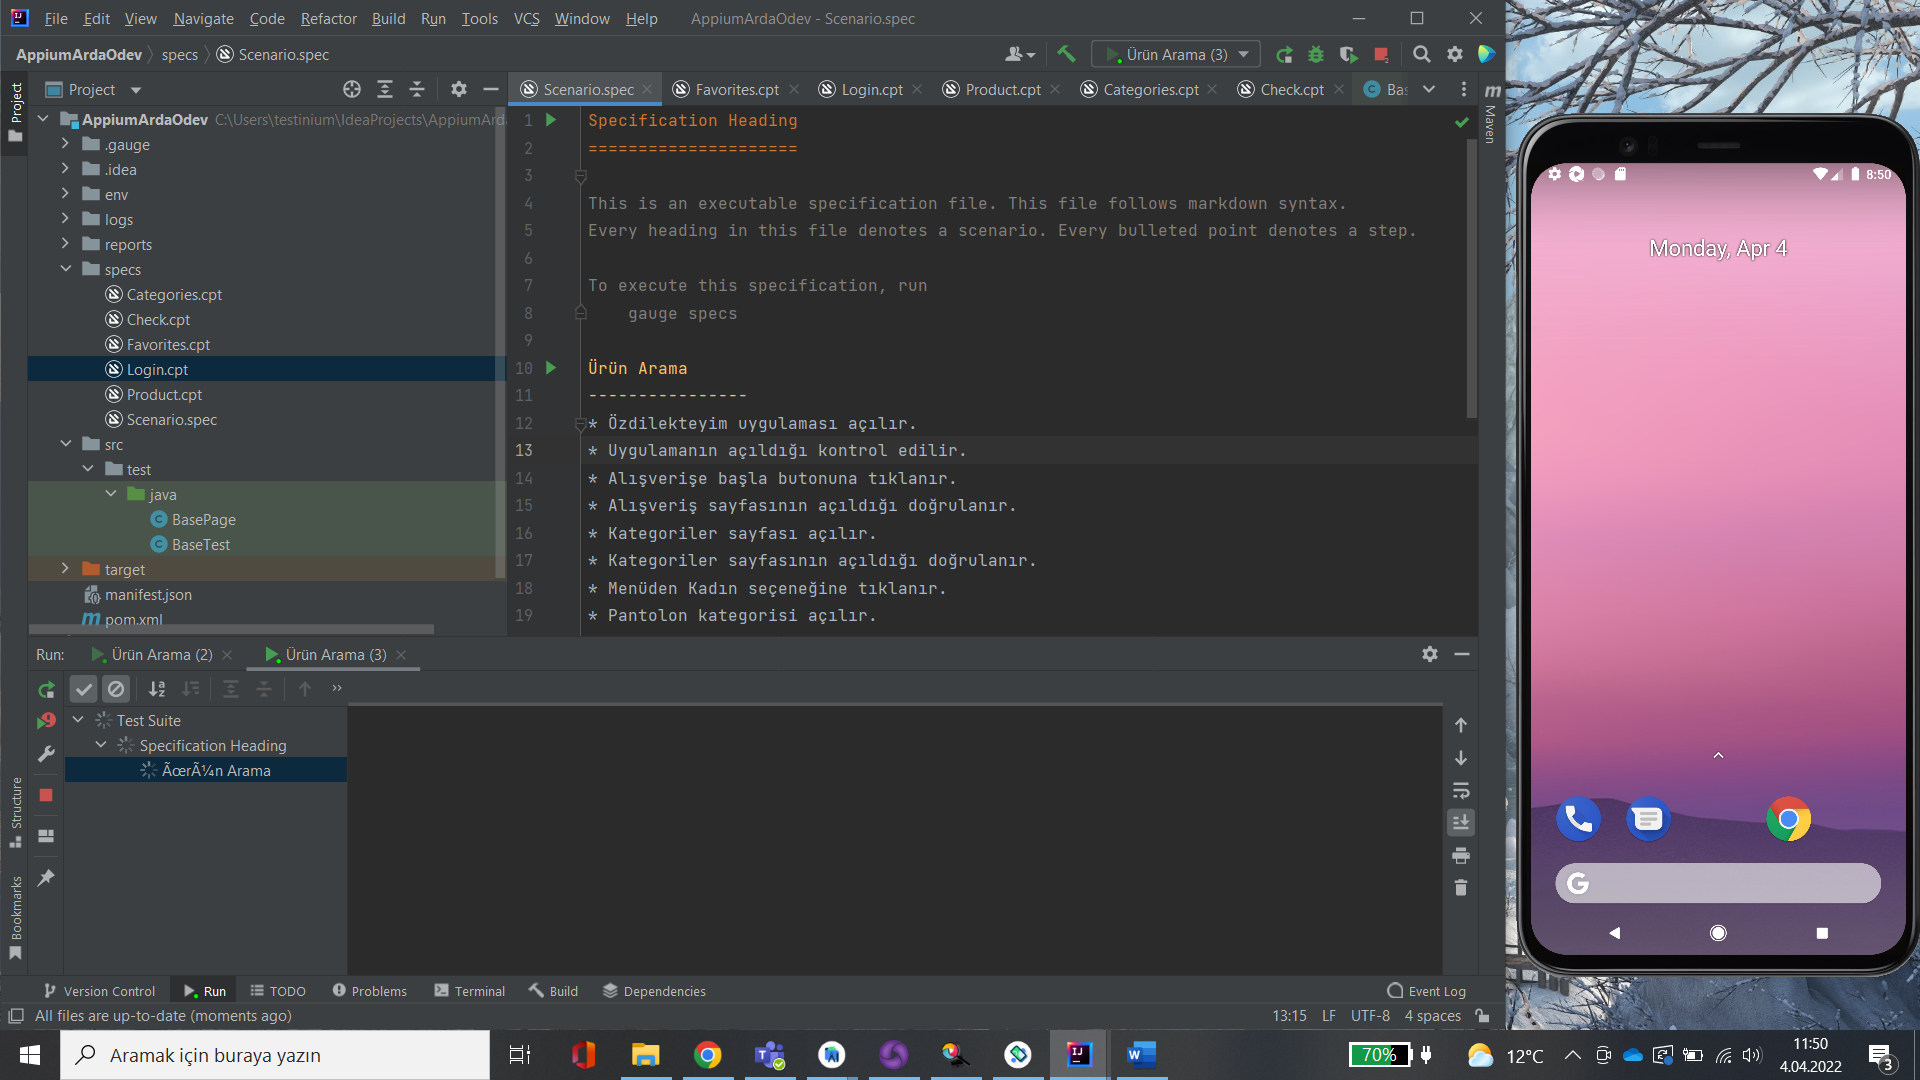 File Edit View Navigate Code Refactor Build Run Tools VCS Window Help AppiumArdaOdev - Scenario.spec
AppiumArdaOdev specs Scenario.spec
Ürün Arama (3)
Project
Project
Scenario.spec Favorites.cpt Login.cpt Product.cpt Categories.cpt Check.cpt Bas
Maven
AppiumArdaOdev C:\Users\testinium\IdeaProjects\AppiumArd
.gauge
.idea
env
logs
reports
specs
Categories.cpt
Check.cpt
Favorites.cpt
Login.cpt
Product.cpt
Scenario.spec
src
test
java
BasePage
BaseTest
target
manifest.json
pom.xml
1 Specification Heading
2 =====================
3
4 This is an executable specification file. This file follows markdown syntax.
5 Every heading in this file denotes a scenario. Every bulleted point denotes a step.
6
7 To execute this specification, run
8 gauge specs
9
10 Ürün Arama
11 ----------------
12 * Özdilekteyim uygulaması açılır.
13 * Uygulamanın açıldığı kontrol edilir.
14 * Alışverişe başla butonuna tıklanır.
15 * Alışveriş sayfasının açıldığı doğrulanır.
16 * Kategoriler sayfası açılır.
17 * Kategoriler sayfasının açıldığı doğrulanır.
18 * Menüden Kadın seçeneğine tıklanır.
19 * Pantolon kategorisi açılır.
Run: Ürün Arama (2) Ürün Arama (3)
Test Suite
Specification Heading
ÃœrÃ¼n Arama
Structure
Bookmarks
Version Control Run TODO Problems Terminal Build Dependencies Event Log
All files are up-to-date (moments ago) 13:15 LF UTF-8 4 spaces
8:50
Monday, Apr 4
Aramak için buraya yazın
70%
12°C
11:50
4.04.2022
3